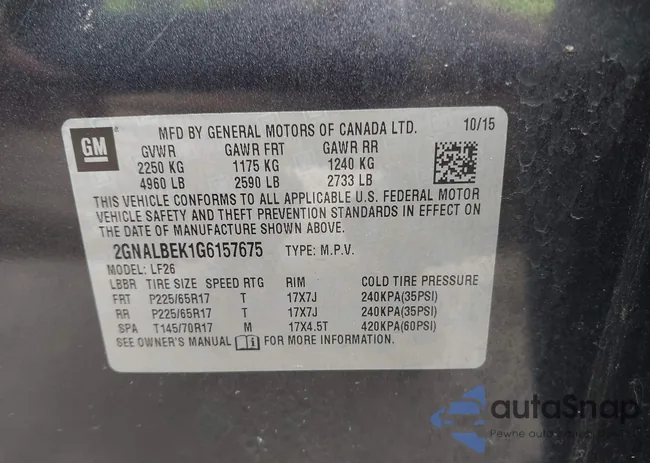 GM
MFD BY GENERAL MOTORS OF CANADA LTD. 10/15
GVWR GAWR FRT GAWR RR
2250 KG 1175 KG 1240 KG
4960 LB 2590 LB 2733 LB
THIS VEHICLE CONFORMS TO ALL APPLICABLE U.S. FEDERAL MOTOR
VEHICLE SAFETY AND THEFT PREVENTION STANDARDS IN EFFECT ON
THE DATE OF MANUFACTURE SHOWN ABOVE.
2GNALBEK1G6157675 TYPE: M.P.V.
MODEL: LF26
LBBR TIRE SIZE SPEED RTG RIM COLD TIRE PRESSURE
FRT P225/65R17 T 17X7J 240KPA(35PSI)
RR P225/65R17 T 17X7J 240KPA(35PSI)
SPA T145/70R17 M 17X4.5T 420KPA(60PSI)
SEE OWNER'S MANUAL FOR MORE INFORMATION.
autoSnap
Pewne auto